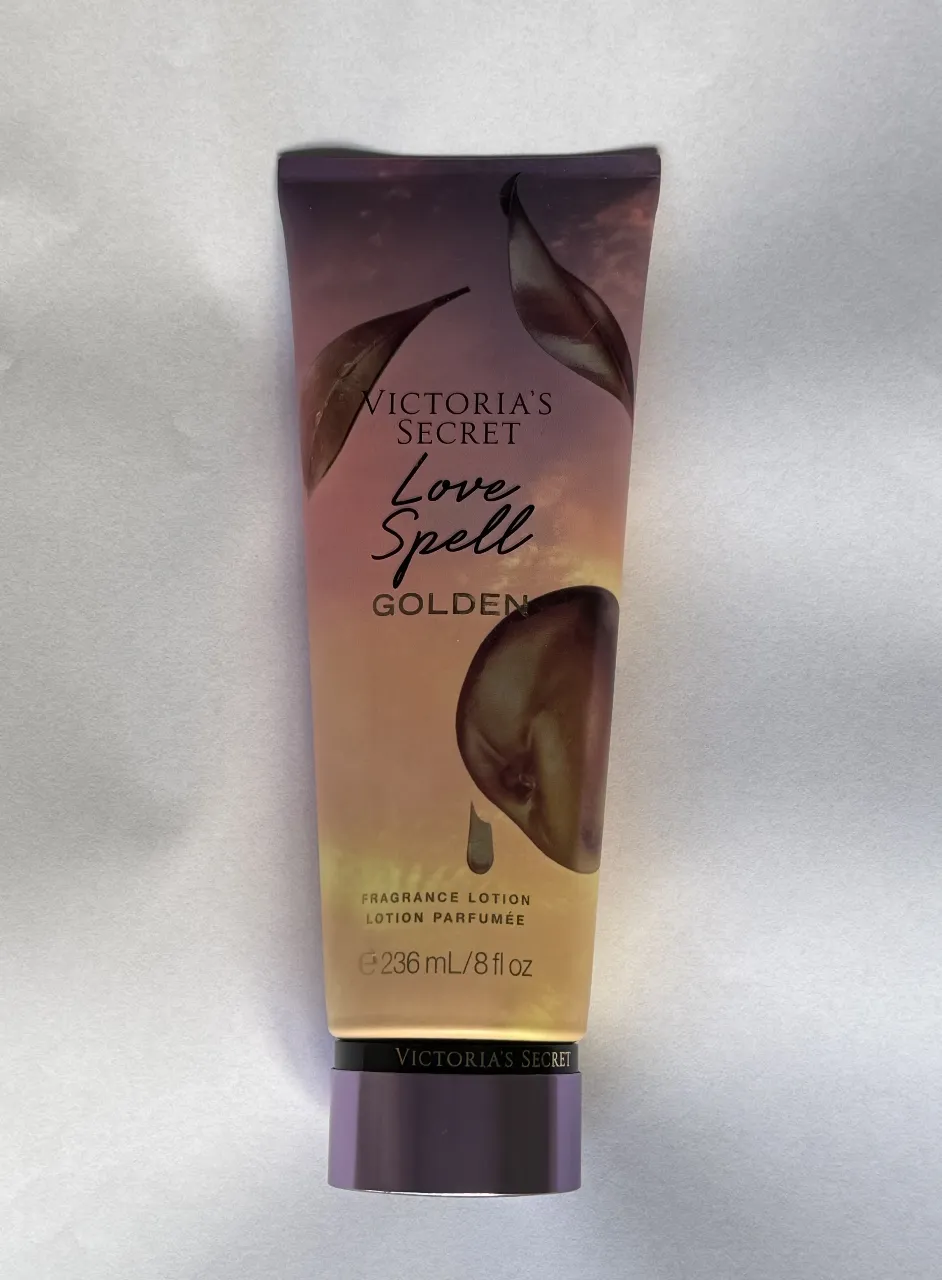 VICTORIA'S
SECRET
Love
Spell
GOLDEN
FRAGRANCE LOTION
LOTION PARFUMÉE
℮ 236 mL/8 fl oz
VICTORIA'S SECRET